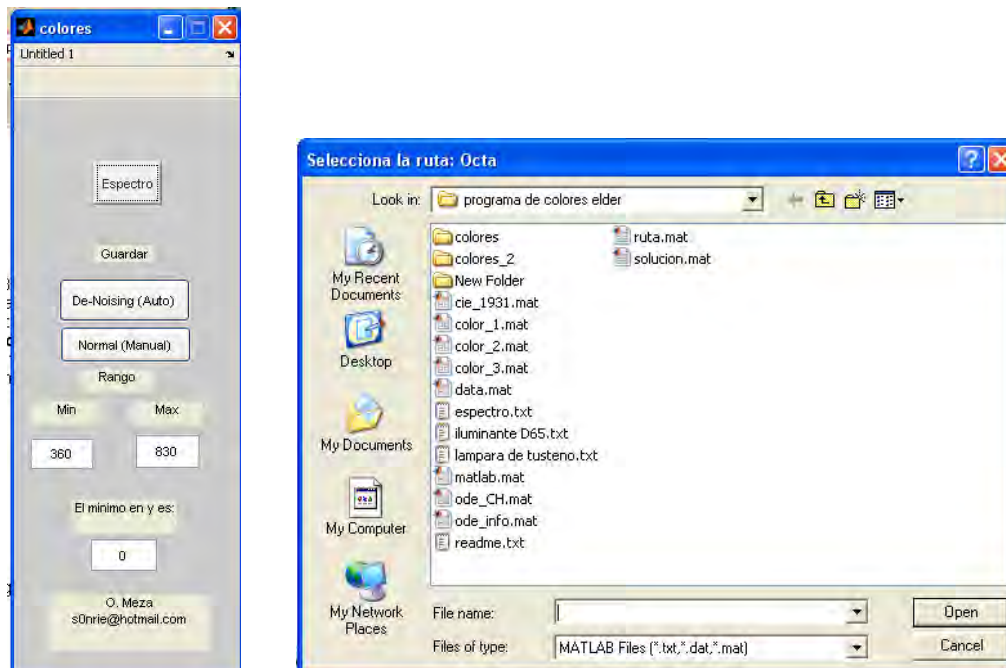 colores
Untitled 1
Espectro
Guardar
De-Noising (Auto)
Normal (Manual)
Rango
Min Max
360 830
El minimo en y es:
0
O. Meza
s0nrie@hotmail.com
Selecciona la ruta: Octa
Look in: programa de colores elder
My Recent Documents
Desktop
My Documents
My Computer
My Network Places
colores
colores_2
New Folder
cie_1931.mat
color_1.mat
color_2.mat
color_3.mat
data.mat
espectro.txt
iluminante D65.txt
lampara de tusteno.txt
matlab.mat
ode_CH.mat
ode_info.mat
readme.txt
ruta.mat
solucion.mat
File name: Open
Files of type: MATLAB Files (*.txt,*.dat,*.mat) Cancel